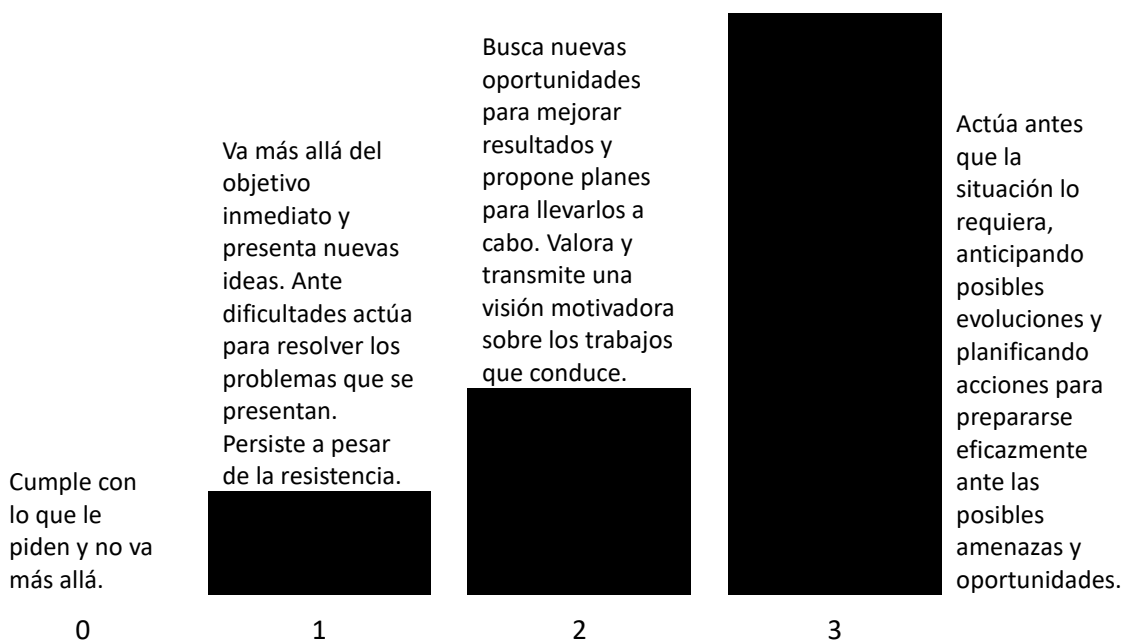 Cumple con
lo que le
piden y no va
más allá.
0
Va más allá del
objetivo
inmediato y
presenta nuevas
ideas. Ante
dificultades actúa
para resolver los
problemas que se
presentan.
Persiste a pesar
de la resistencia.
1
Busca nuevas
oportunidades
para mejorar
resultados y
propone planes
para llevarlos a
cabo. Valora y
transmite una
visión motivadora
sobre los trabajos
que conduce.
2
Actúa antes
que la
situación lo
requiera,
anticipando
posibles
evoluciones y
planificando
acciones para
prepararse
eficazmente
ante las
posibles
amenazas y
oportunidades.
3